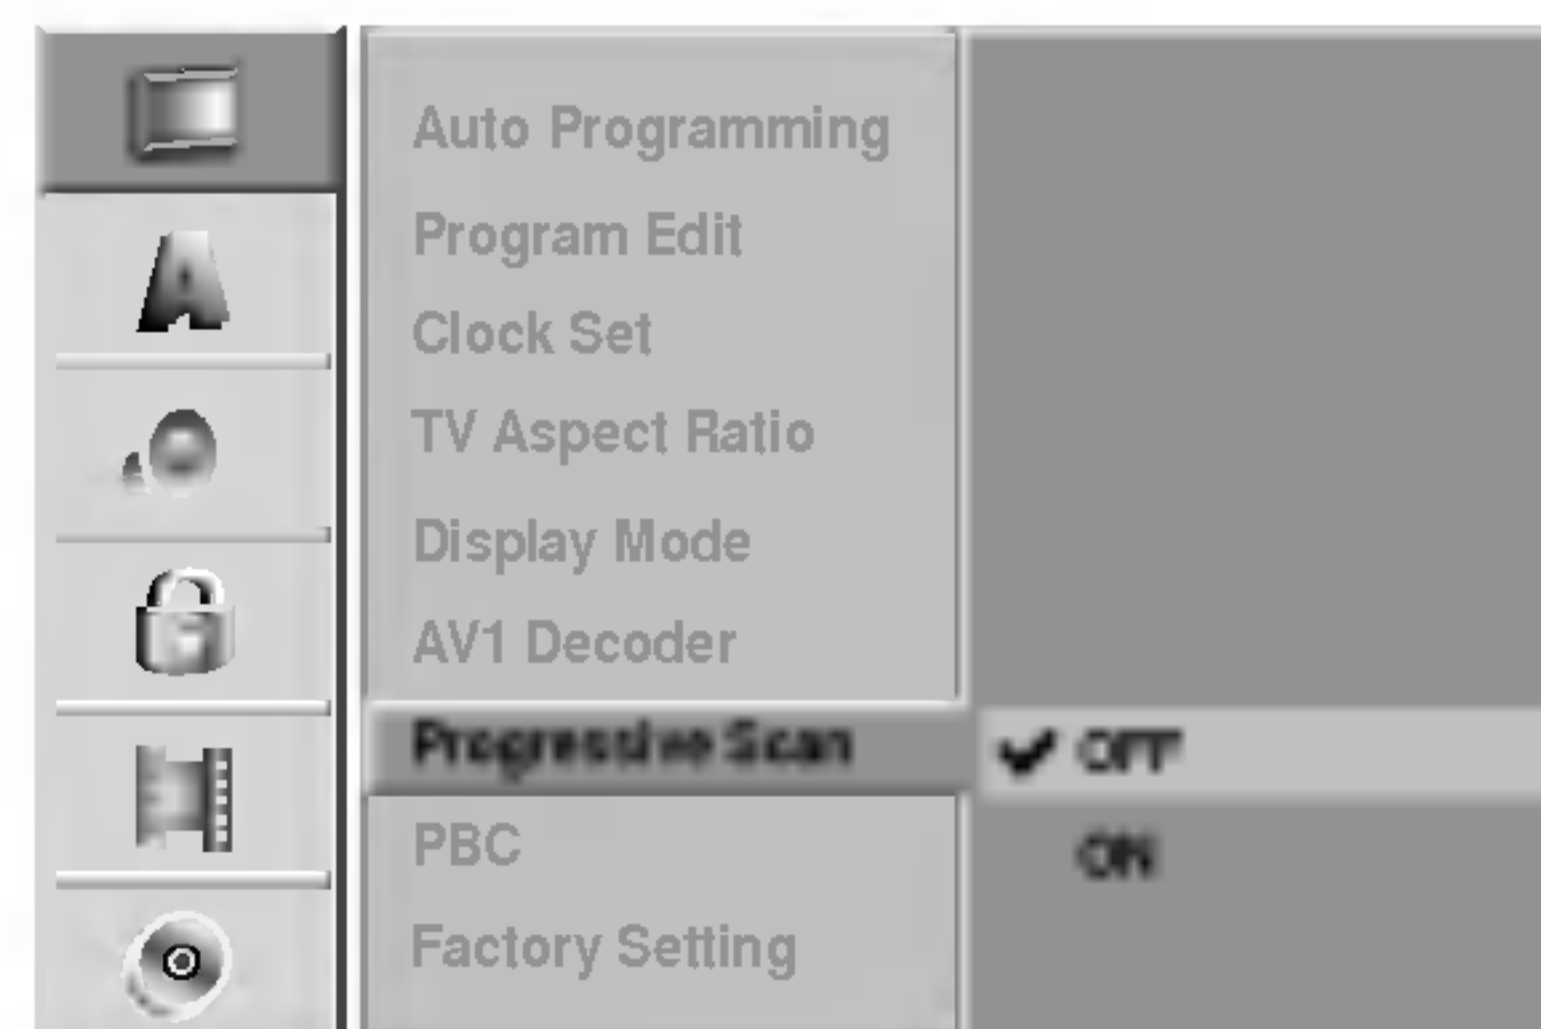 Auto Programming
Program Edit
Clock Set
TV Aspect Ratio
Display Mode
AV1 Decoder
Progressive Scan ✔ OFF
ON
PBC
Factory Setting